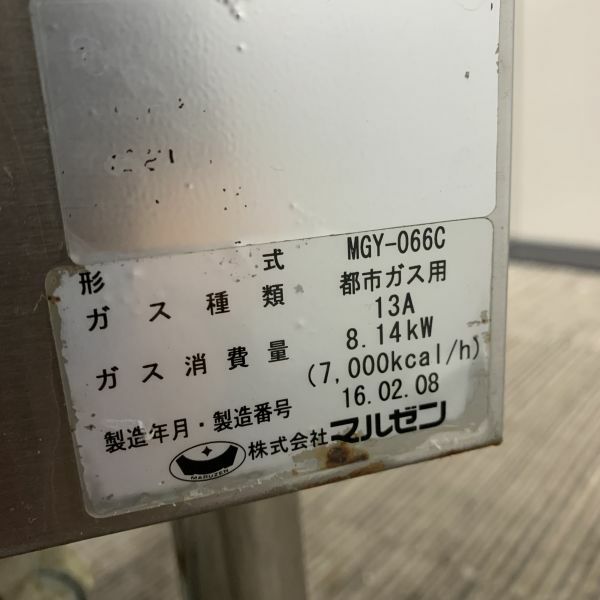 形式 MGY-066C
ガス種類 都市ガス用
13A
ガス消費量 8.14kW
(7,000kcal/h)
製造年月・製造番号 16.02.08
MARUZEN 株式会社マルゼン